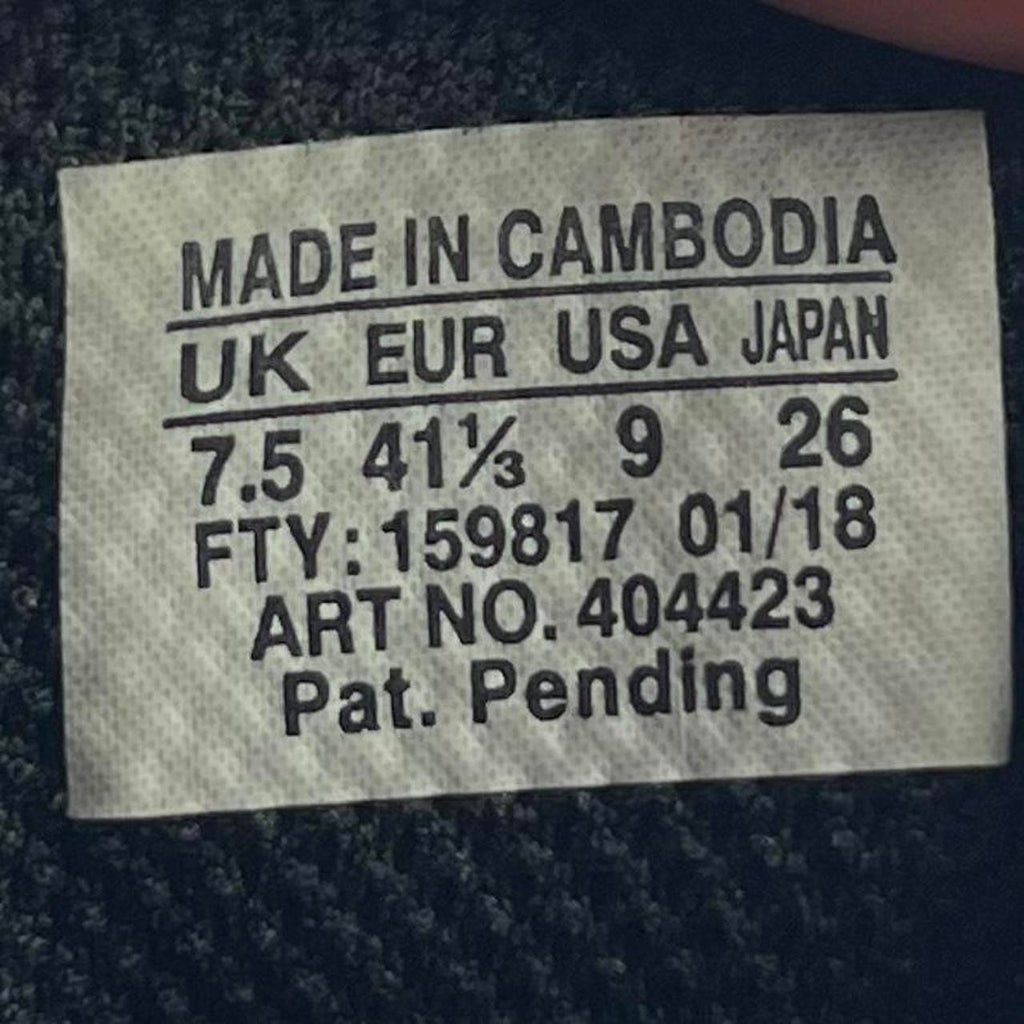 MADE IN CAMBODIA
UK EUR USA JAPAN
7.5 41⅓ 9 26
FTY: 159817 01/18
ART NO. 404423
Pat. Pending